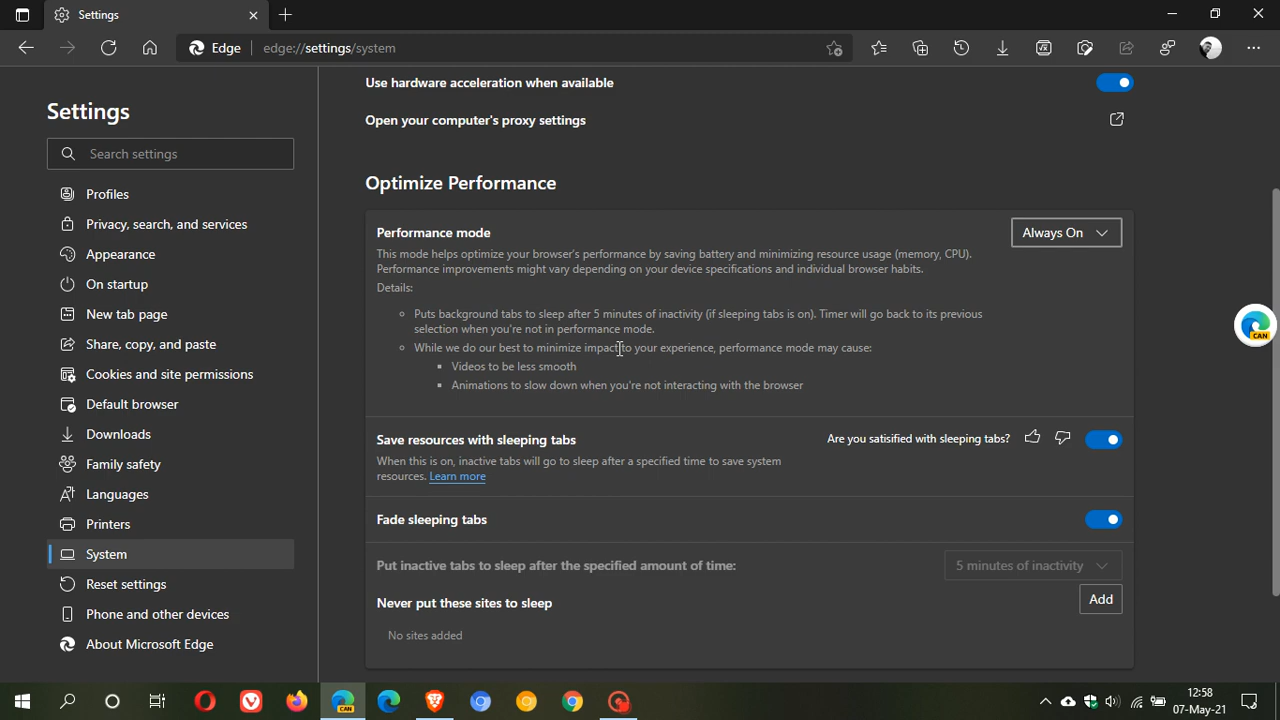 Settings
Edge
edge://settings/system
Settings
Search settings
Profiles
Privacy, search, and services
Appearance
On startup
New tab page
Share, copy, and paste
Cookies and site permissions
Default browser
Downloads
Family safety
Languages
Printers
System
Reset settings
Phone and other devices
About Microsoft Edge
Use hardware acceleration when available
Open your computer's proxy settings
Optimize Performance
Performance mode
Always On
This mode helps optimize your browser's performance by saving battery and minimizing resource usage (memory, CPU).
Performance improvements might vary depending on your device specifications and individual browser habits.
Details:
Puts background tabs to sleep after 5 minutes of inactivity (if sleeping tabs is on). Timer will go back to its previous
selection when you're not in performance mode.
While we do our best to minimize impact to your experience, performance mode may cause:
Videos to be less smooth
Animations to slow down when you're not interacting with the browser
Save resources with sleeping tabs
Are you satisified with sleeping tabs?
When this is on, inactive tabs will go to sleep after a specified time to save system
resources. Learn more
Fade sleeping tabs
Put inactive tabs to sleep after the specified amount of time:
5 minutes of inactivity
Never put these sites to sleep
Add
No sites added
CAN
CAN
12:58
07-May-21